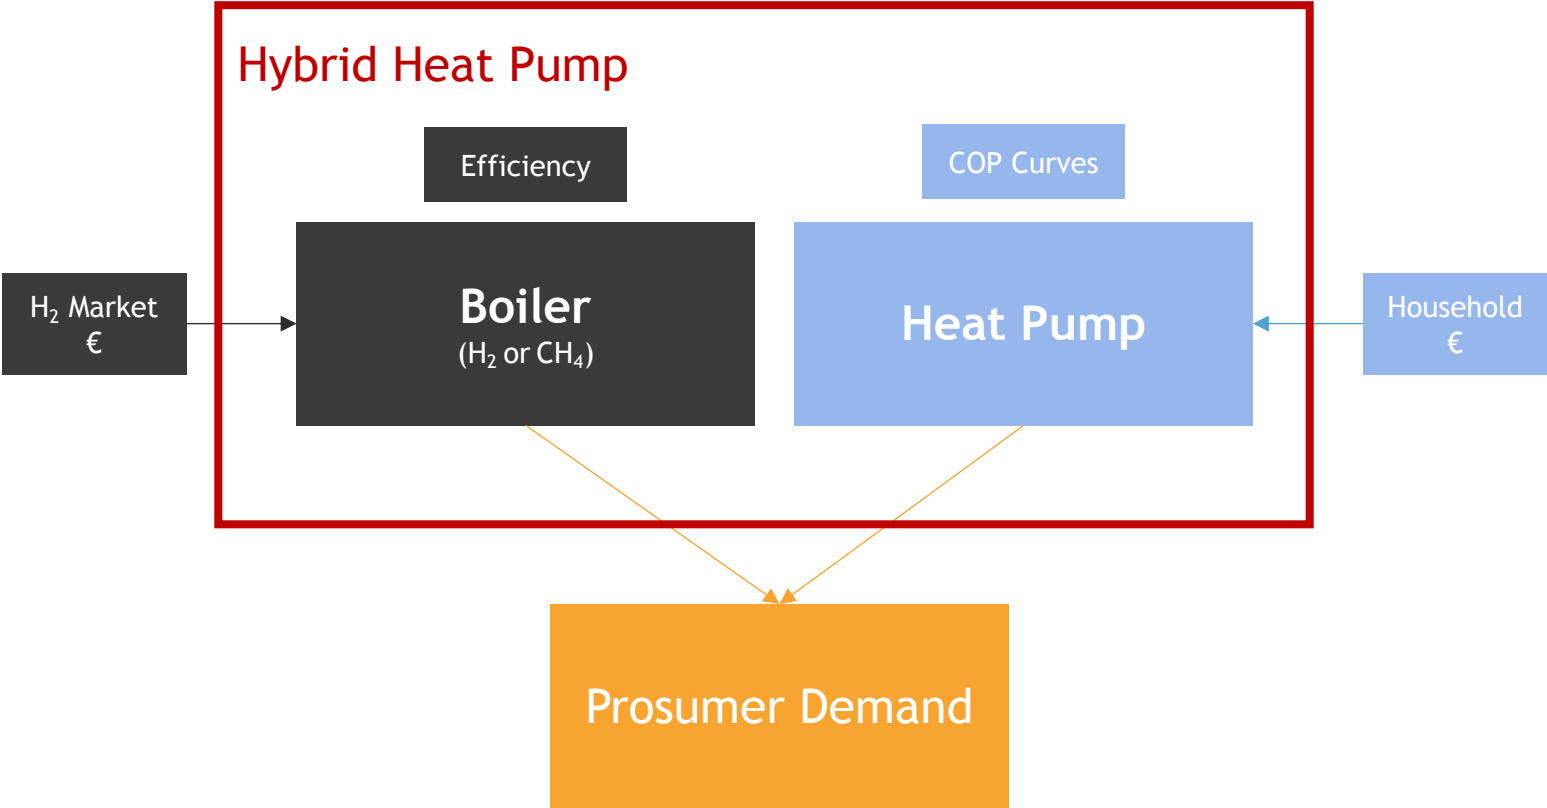 Hybrid Heat Pump
Efficiency
COP Curves
H₂ Market
€
Boiler
(H₂ or CH₄)
Heat Pump
Household
€
Prosumer Demand